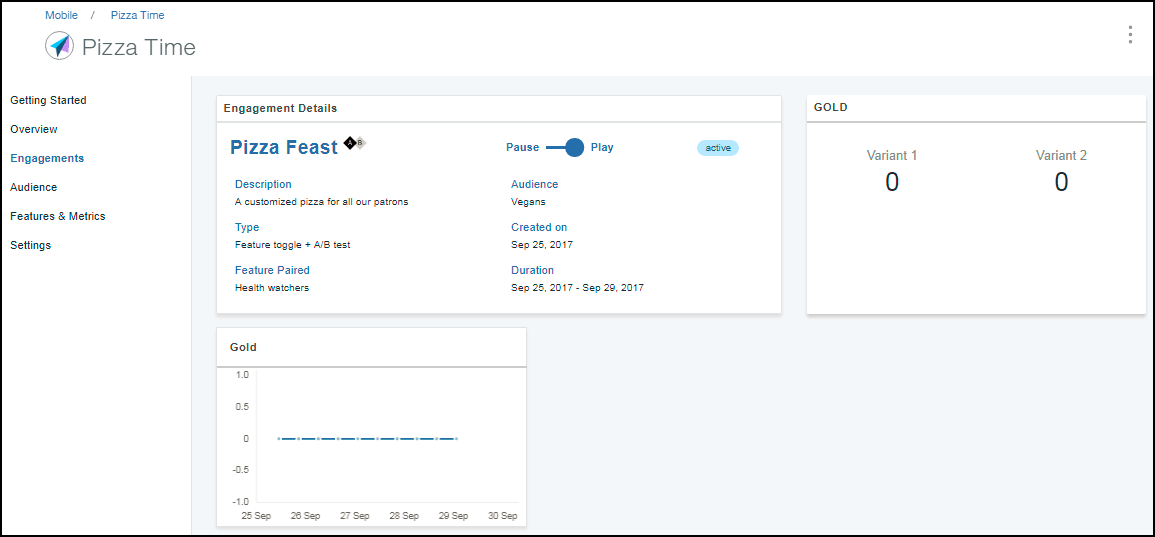 Mobile / Pizza Time
Pizza Time
Getting Started
Overview
Engagements
Audience
Features & Metrics
Settings
Engagement Details
Pizza Feast A B
Pause Play active
Description
A customized pizza for all our patrons
Audience
Vegans
Type
Feature toggle + A/B test
Created on
Sep 25, 2017
Feature Paired
Health watchers
Duration
Sep 25, 2017 - Sep 29, 2017
GOLD
Variant 1 Variant 2
0 0
Gold
1.0
0.5
0
-0.5
-1.0
25 Sep 26 Sep 27 Sep 28 Sep 29 Sep 30 Sep